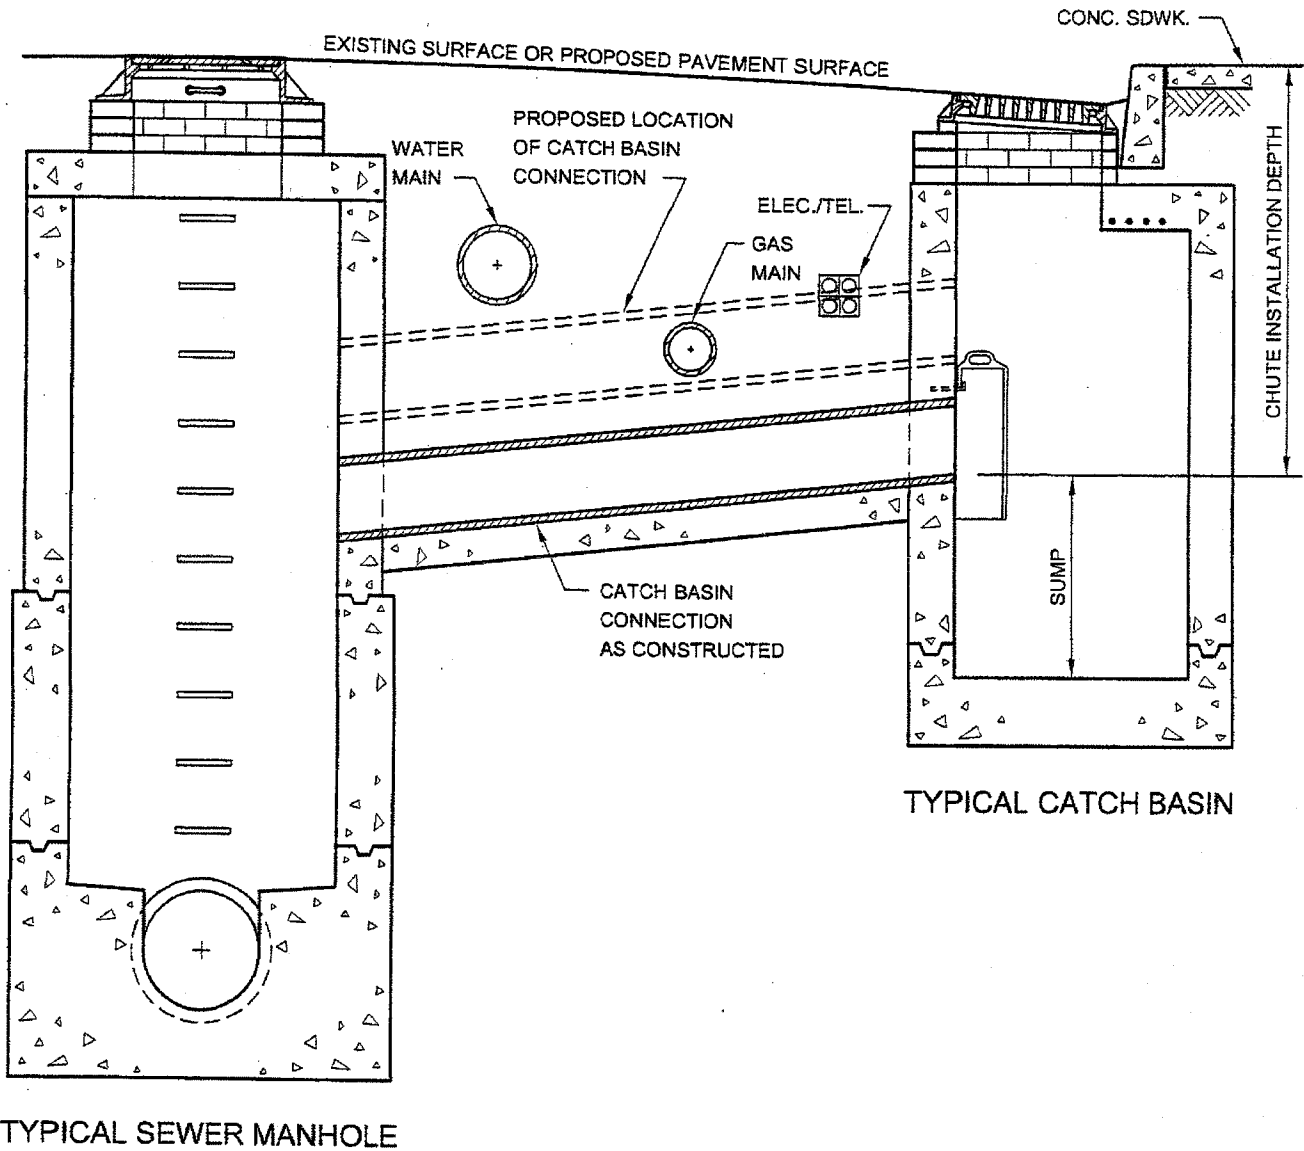 CONC. SDWK.
EXISTING SURFACE OR PROPOSED PAVEMENT SURFACE
WATER
MAIN
PROPOSED LOCATION
OF CATCH BASIN
CONNECTION
ELEC./TEL.
GAS
MAIN
CHUTE INSTALLATION DEPTH
SUMP
CATCH BASIN
CONNECTION
AS CONSTRUCTED
TYPICAL CATCH BASIN
TYPICAL SEWER MANHOLE